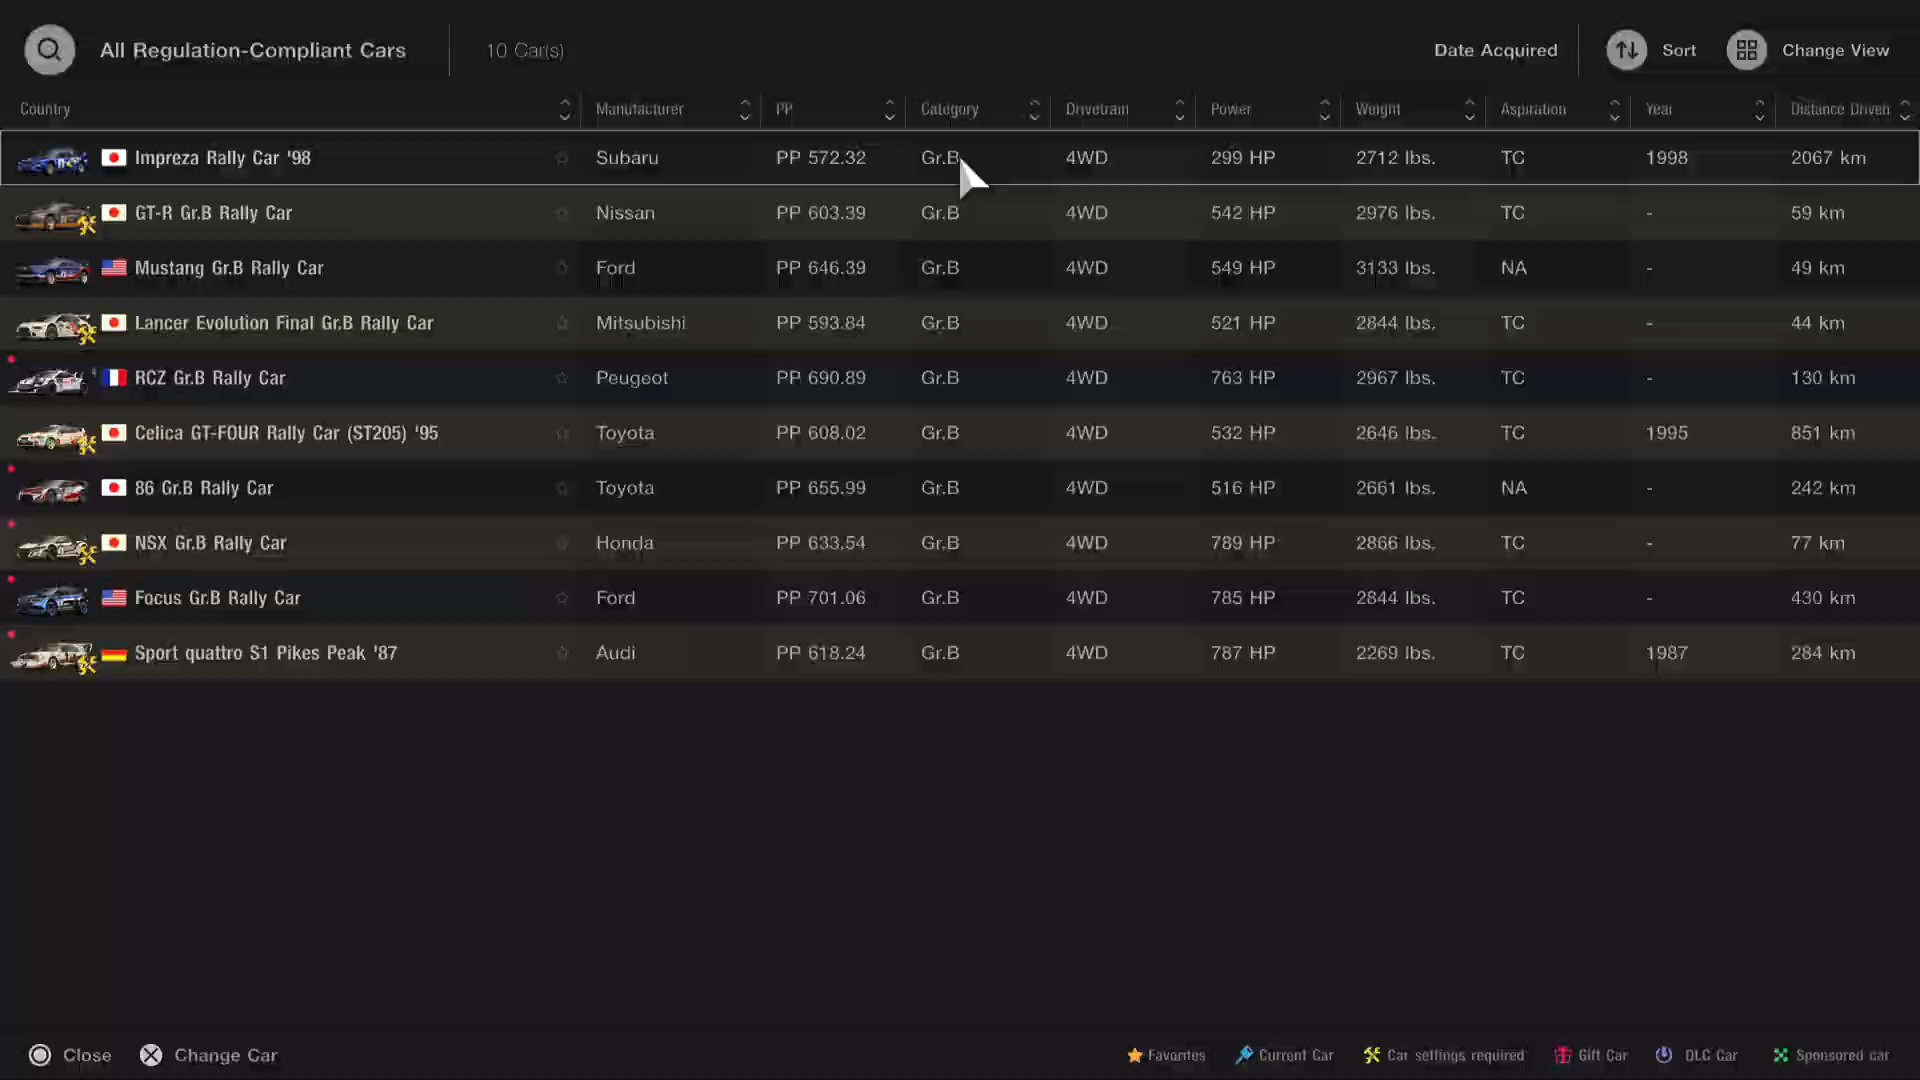 All Regulation-Compliant Cars 10 Car(s) Date Acquired Sort Change View
Country Manufacturer PP Category Drivetrain Power Weight Aspiration Year Distance Driven
Impreza Rally Car '98 Subaru PP 572.32 Gr.B 4WD 299 HP 2712 lbs. TC 1998 2067 km
GT-R Gr.B Rally Car Nissan PP 603.39 Gr.B 4WD 542 HP 2976 lbs. TC - 59 km
Mustang Gr.B Rally Car Ford PP 646.39 Gr.B 4WD 549 HP 3133 lbs. NA - 49 km
Lancer Evolution Final Gr.B Rally Car Mitsubishi PP 593.84 Gr.B 4WD 521 HP 2844 lbs. TC - 44 km
RCZ Gr.B Rally Car Peugeot PP 690.89 Gr.B 4WD 763 HP 2967 lbs. TC - 130 km
Celica GT-FOUR Rally Car (ST205) '95 Toyota PP 608.02 Gr.B 4WD 532 HP 2646 lbs. TC 1995 851 km
86 Gr.B Rally Car Toyota PP 655.99 Gr.B 4WD 516 HP 2661 lbs. NA - 242 km
NSX Gr.B Rally Car Honda PP 633.54 Gr.B 4WD 789 HP 2866 lbs. TC - 77 km
Focus Gr.B Rally Car Ford PP 701.06 Gr.B 4WD 785 HP 2844 lbs. TC - 430 km
Sport quattro S1 Pikes Peak '87 Audi PP 618.24 Gr.B 4WD 787 HP 2269 lbs. TC 1987 284 km
Close Change Car Favorites Current Car Car settings required Gift Car DLC Car Sponsored car